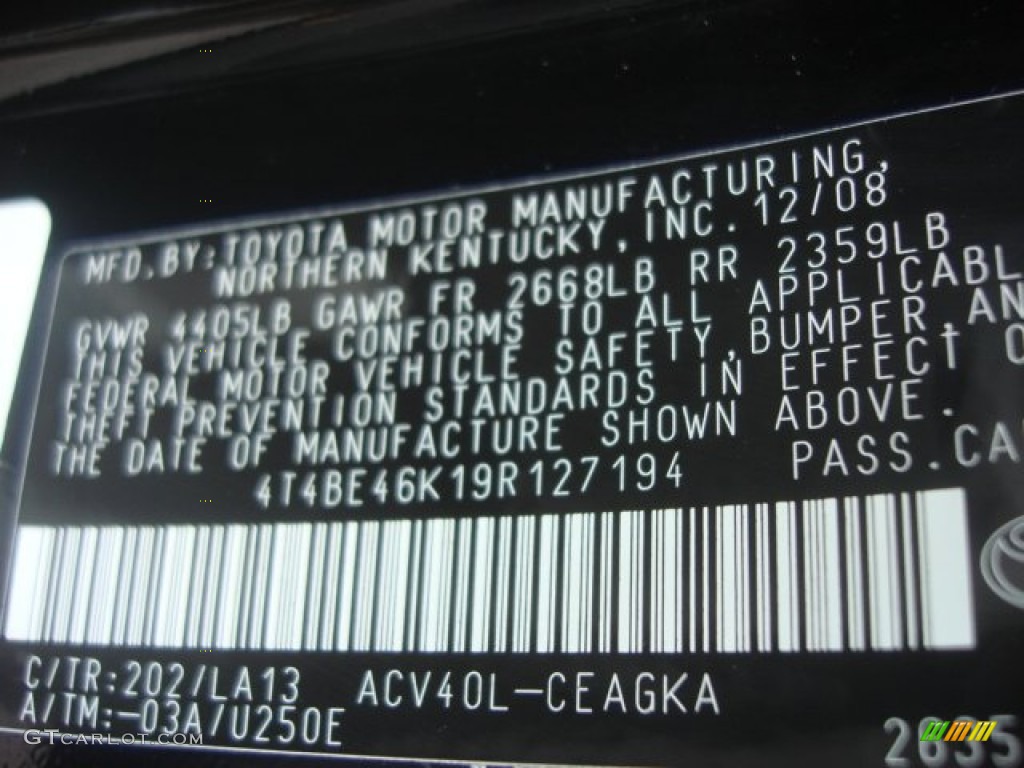 MFD.BY:TOYOTA MOTOR MANUFACTURING,
NORTHERN KENTUCKY,INC.12/08
GVWR 4405LB GAWR FR 2668LB RR 2359LB
THIS VEHICLE CONFORMS TO ALL APPLICABL
FEDERAL MOTOR VEHICLE SAFETY,BUMPER,AN
THEFT PREVENTION STANDARDS IN EFFECT O
THE DATE OF MANUFACTURE SHOWN ABOVE.
4T4BE46K19R127194 PASS.CA
C/TR:202/LA13 ACV40L-CEAGKA
A/TM:-03A/U250E
GTCARLOT.COM